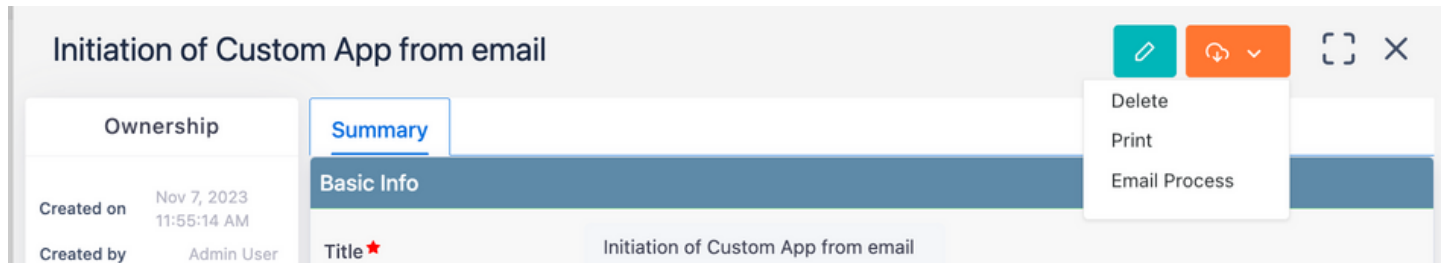 Initiation of Custom App from email
Delete
Print
Email Process
Ownership
Summary
Basic Info
Created on
Nov 7, 2023
11:55:14 AM
Created by Admin User
Title
Initiation of Custom App from email